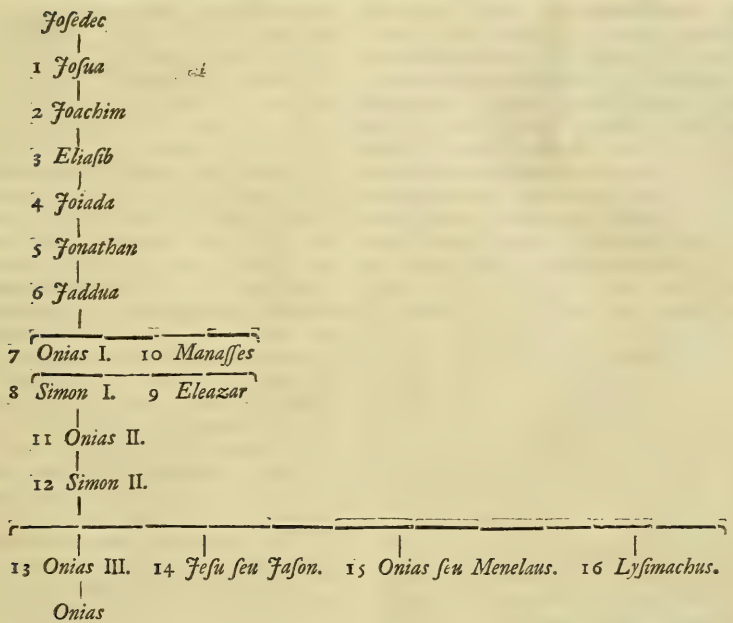 Joſedec
1 Joſua
2 Joachim
3 Eliaſib
4 Joiada
5 Jonathan
6 Jaddua
7 Onias I. 10 Manaſſes
8 Simon I. 9 Eleazar
11 Onias II.
12 Simon II.
13 Onias III. 14 Jeſu ſeu Jaſon. 15 Onias ſeu Menelaus. 16 Lyſimachus.
Onias